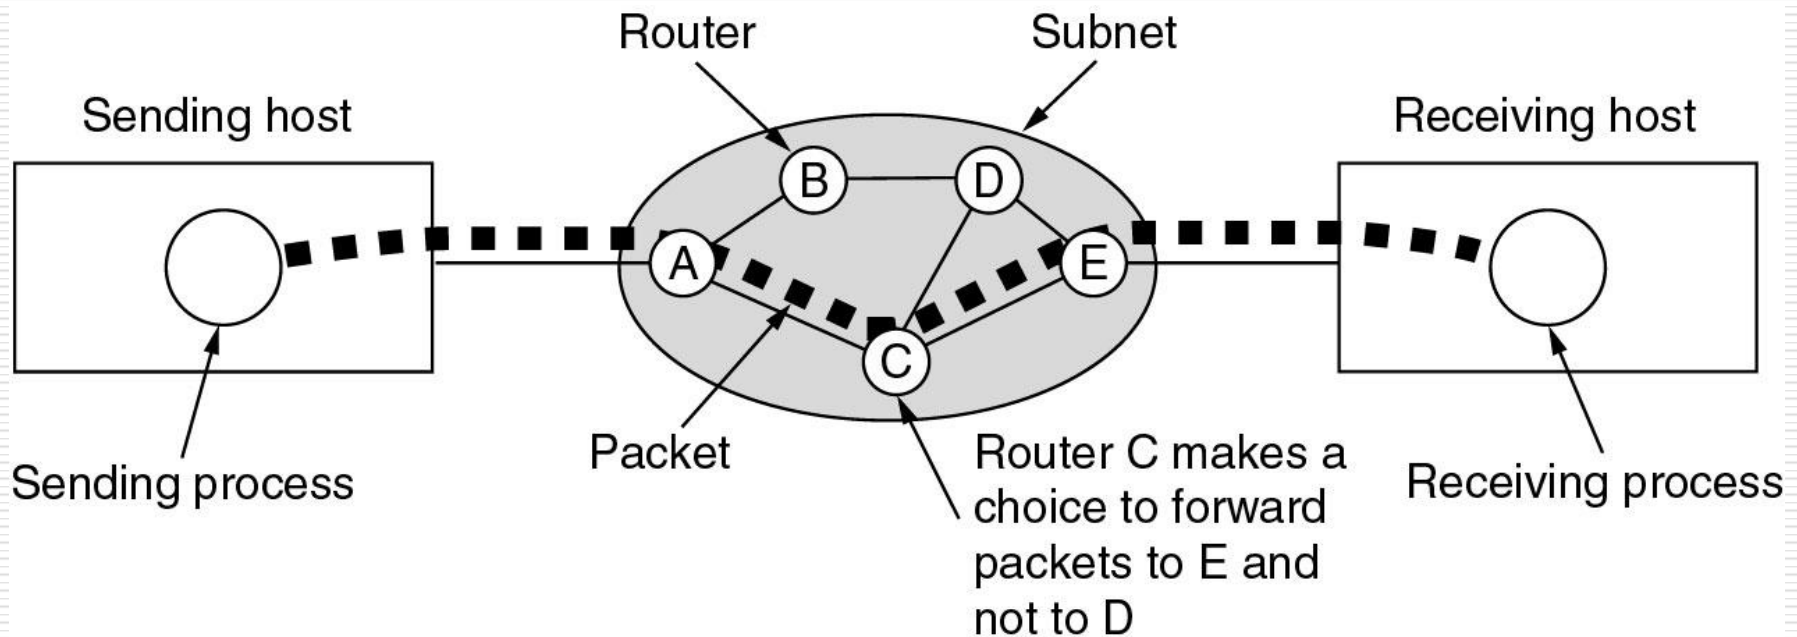 Router
Subnet
Sending host
Receiving host
B
D
A
E
C
Packet
Router C makes a
choice to forward
packets to E and
not to D
Sending process
Receiving process